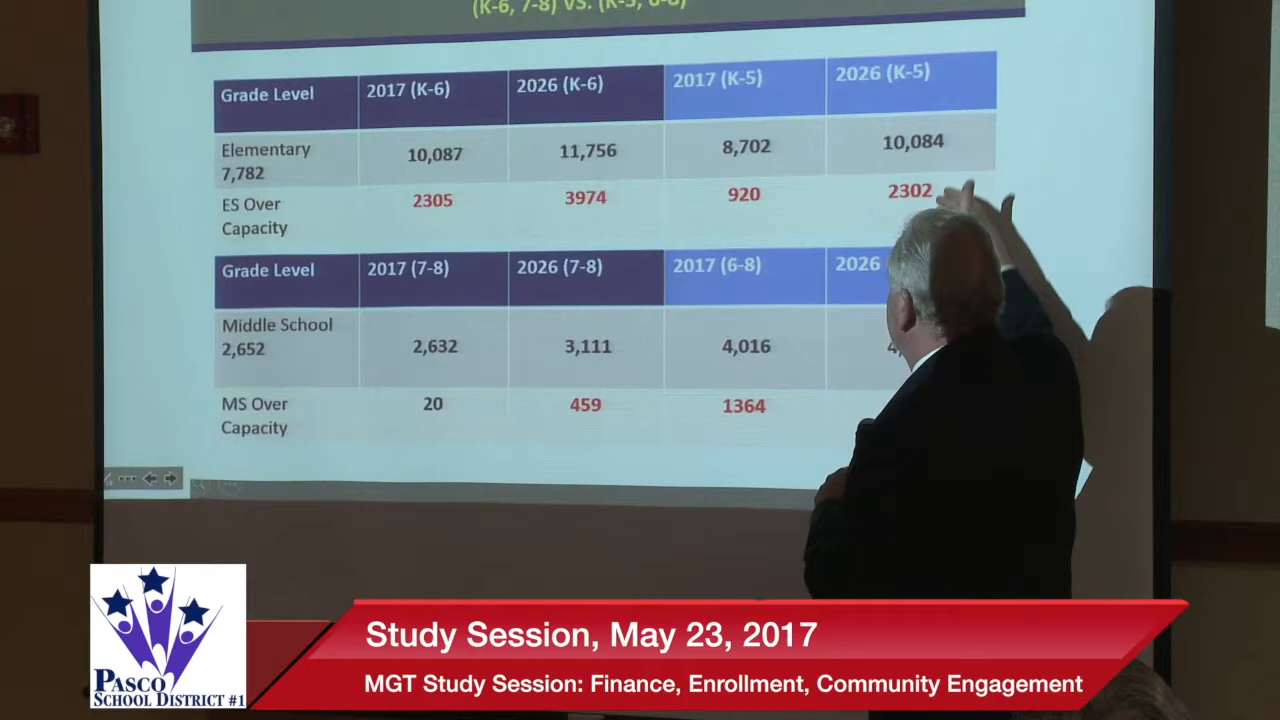 (K-6, 7-8) VS. (K-5, 6-8)
Grade Level 2017 (K-6) 2026 (K-6) 2017 (K-5) 2026 (K-5)
Elementary
7,782 10,087 11,756 8,702 10,084
ES Over
Capacity 2305 3974 920 2302
Grade Level 2017 (7-8) 2026 (7-8) 2017 (6-8) 2026
Middle School
2,652 2,632 3,111 4,016 4,
MS Over
Capacity 20 459 1364
Study Session, May 23, 2017
MGT Study Session: Finance, Enrollment, Community Engagement
PASCO
SCHOOL DISTRICT #1